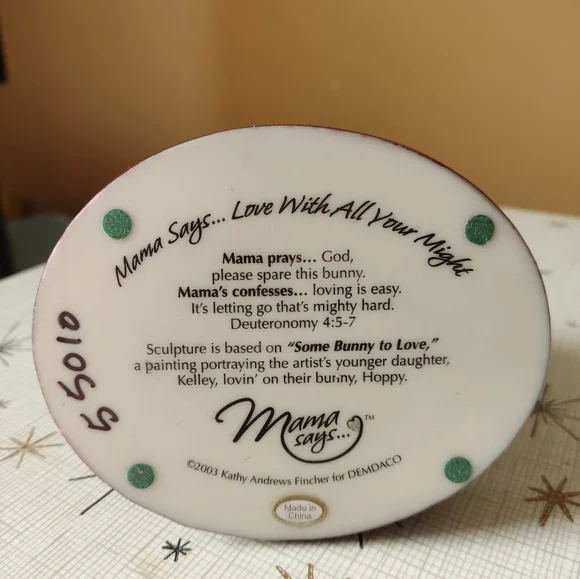 Mama Says... Love With All Your Might
Mama prays... God,
please spare this bunny.
Mama's confesses... loving is easy.
It's letting go that's mighty hard.
Deuteronomy 4:5-7
Sculpture is based on "Some Bunny to Love,"
a painting portraying the artist's younger daughter,
Kelley, lovin' on their bunny, Hoppy.
Mama
says...™
©2003 Kathy Andrews Fincher for DEMDACO
Made in
China
55010